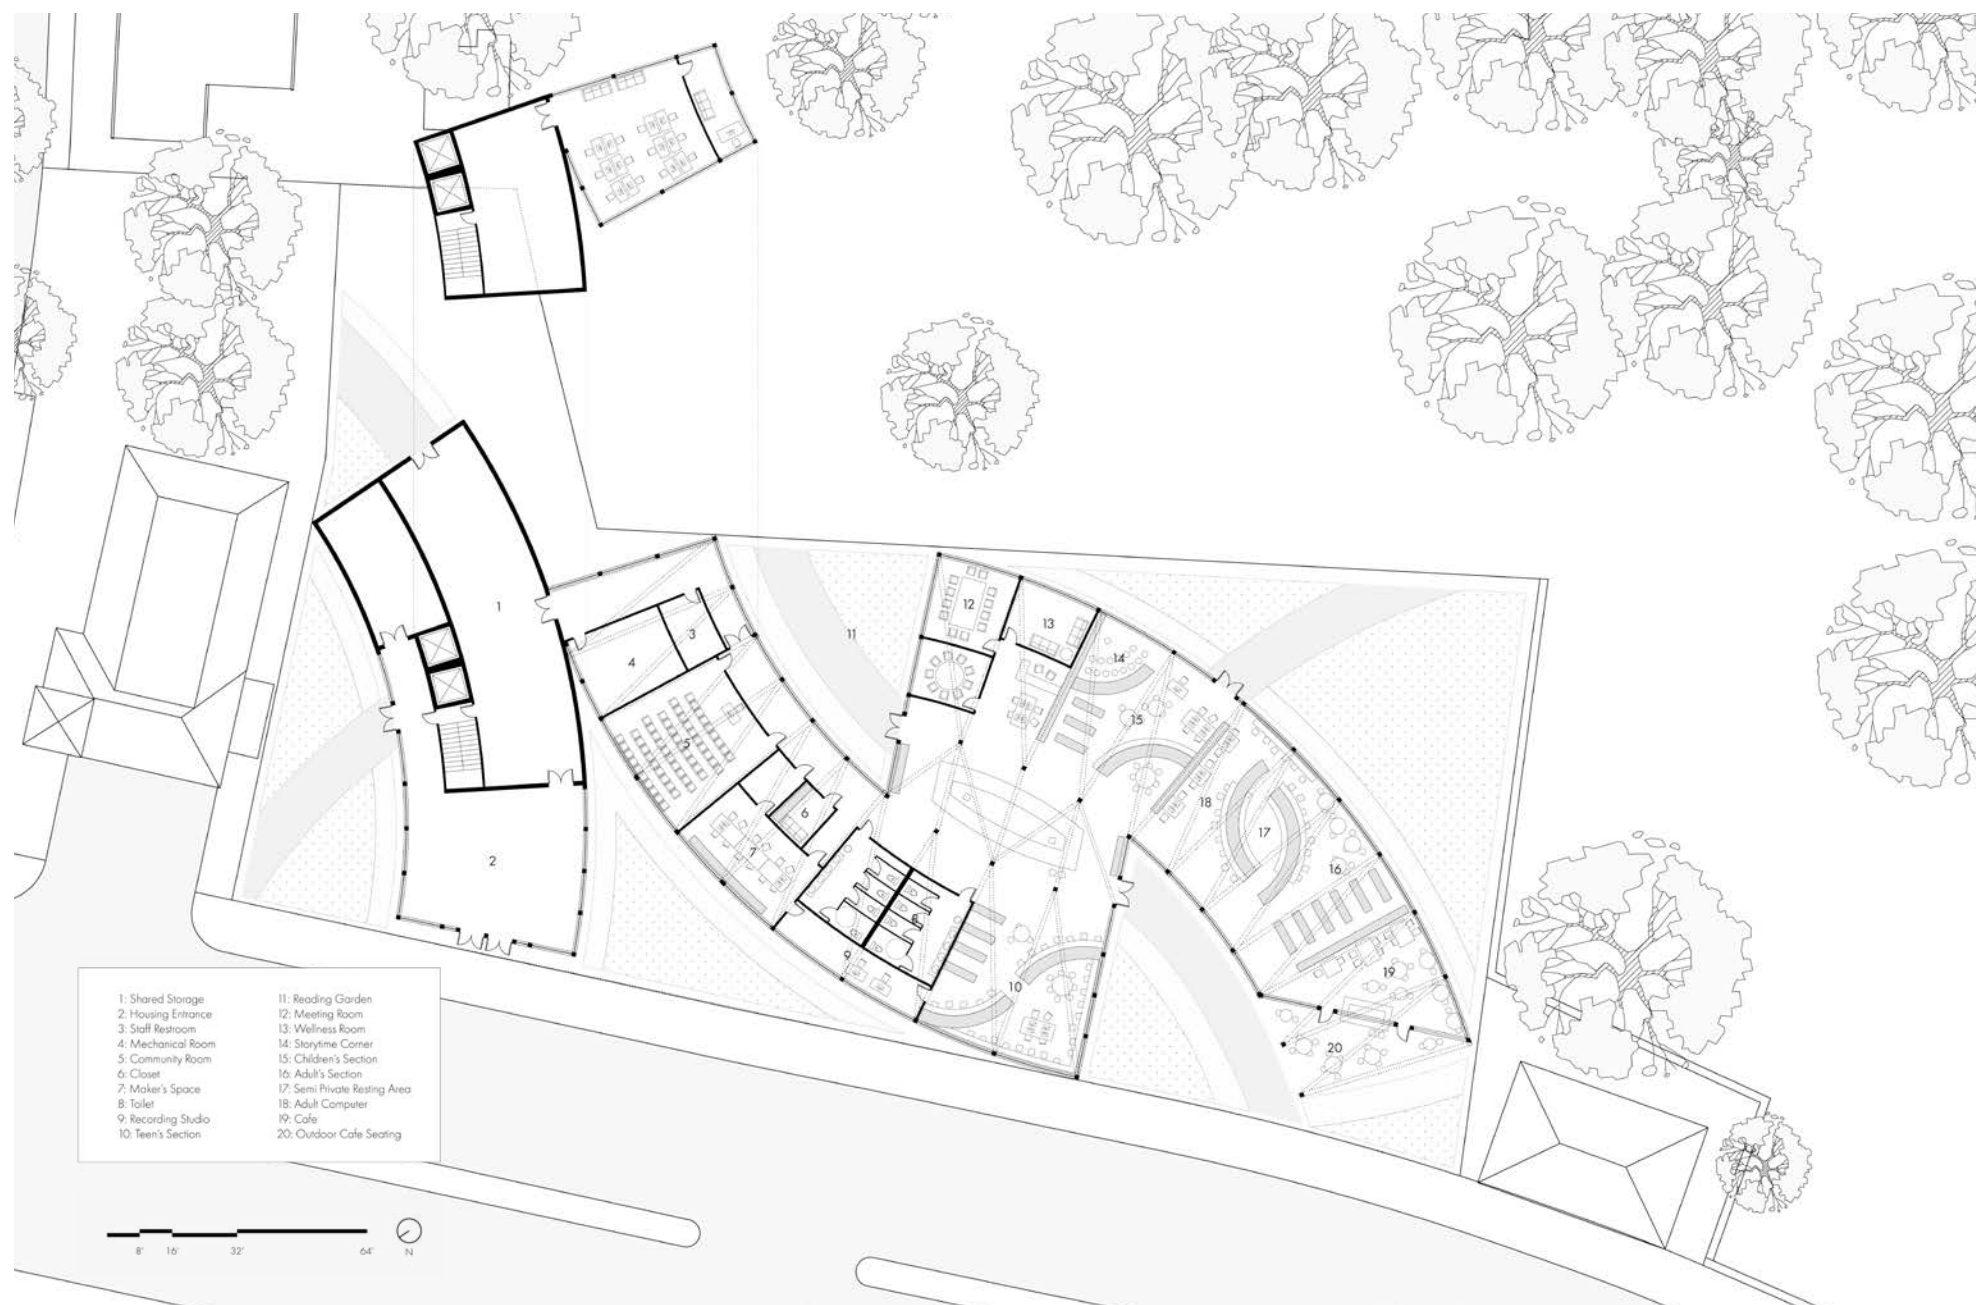 12
13
3
11
14
4
1
15
5
18
6
17
7
2
16
8
9
19
10
20
1: Shared Storage
2: Housing Entrance
3: Staff Restroom
4: Mechanical Room
5: Community Room
6: Closet
7: Maker's Space
8: Toilet
9: Recording Studio
10: Teen's Section
11: Reading Garden
12: Meeting Room
13: Wellness Room
14: Storytime Corner
15: Children's Section
16: Adult's Section
17: Semi Private Resting Area
18: Adult Computer
19: Cafe
20: Outdoor Cafe Seating
8' 16' 32' 64' N